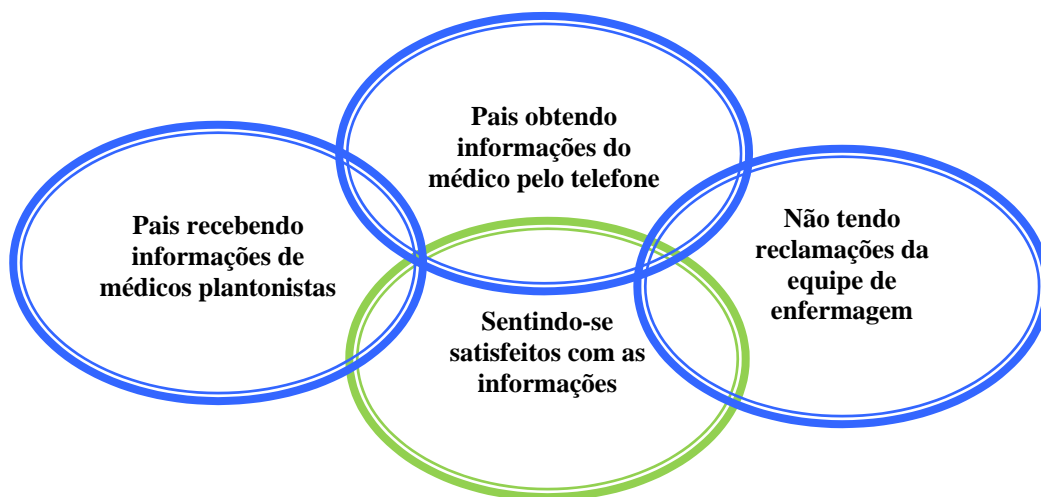 Pais obtendo
informações do
médico pelo telefone
Pais recebendo
informações de
médicos plantonistas
Não tendo
reclamações da
equipe de
enfermagem
Sentindo-se
satisfeitos com as
informações